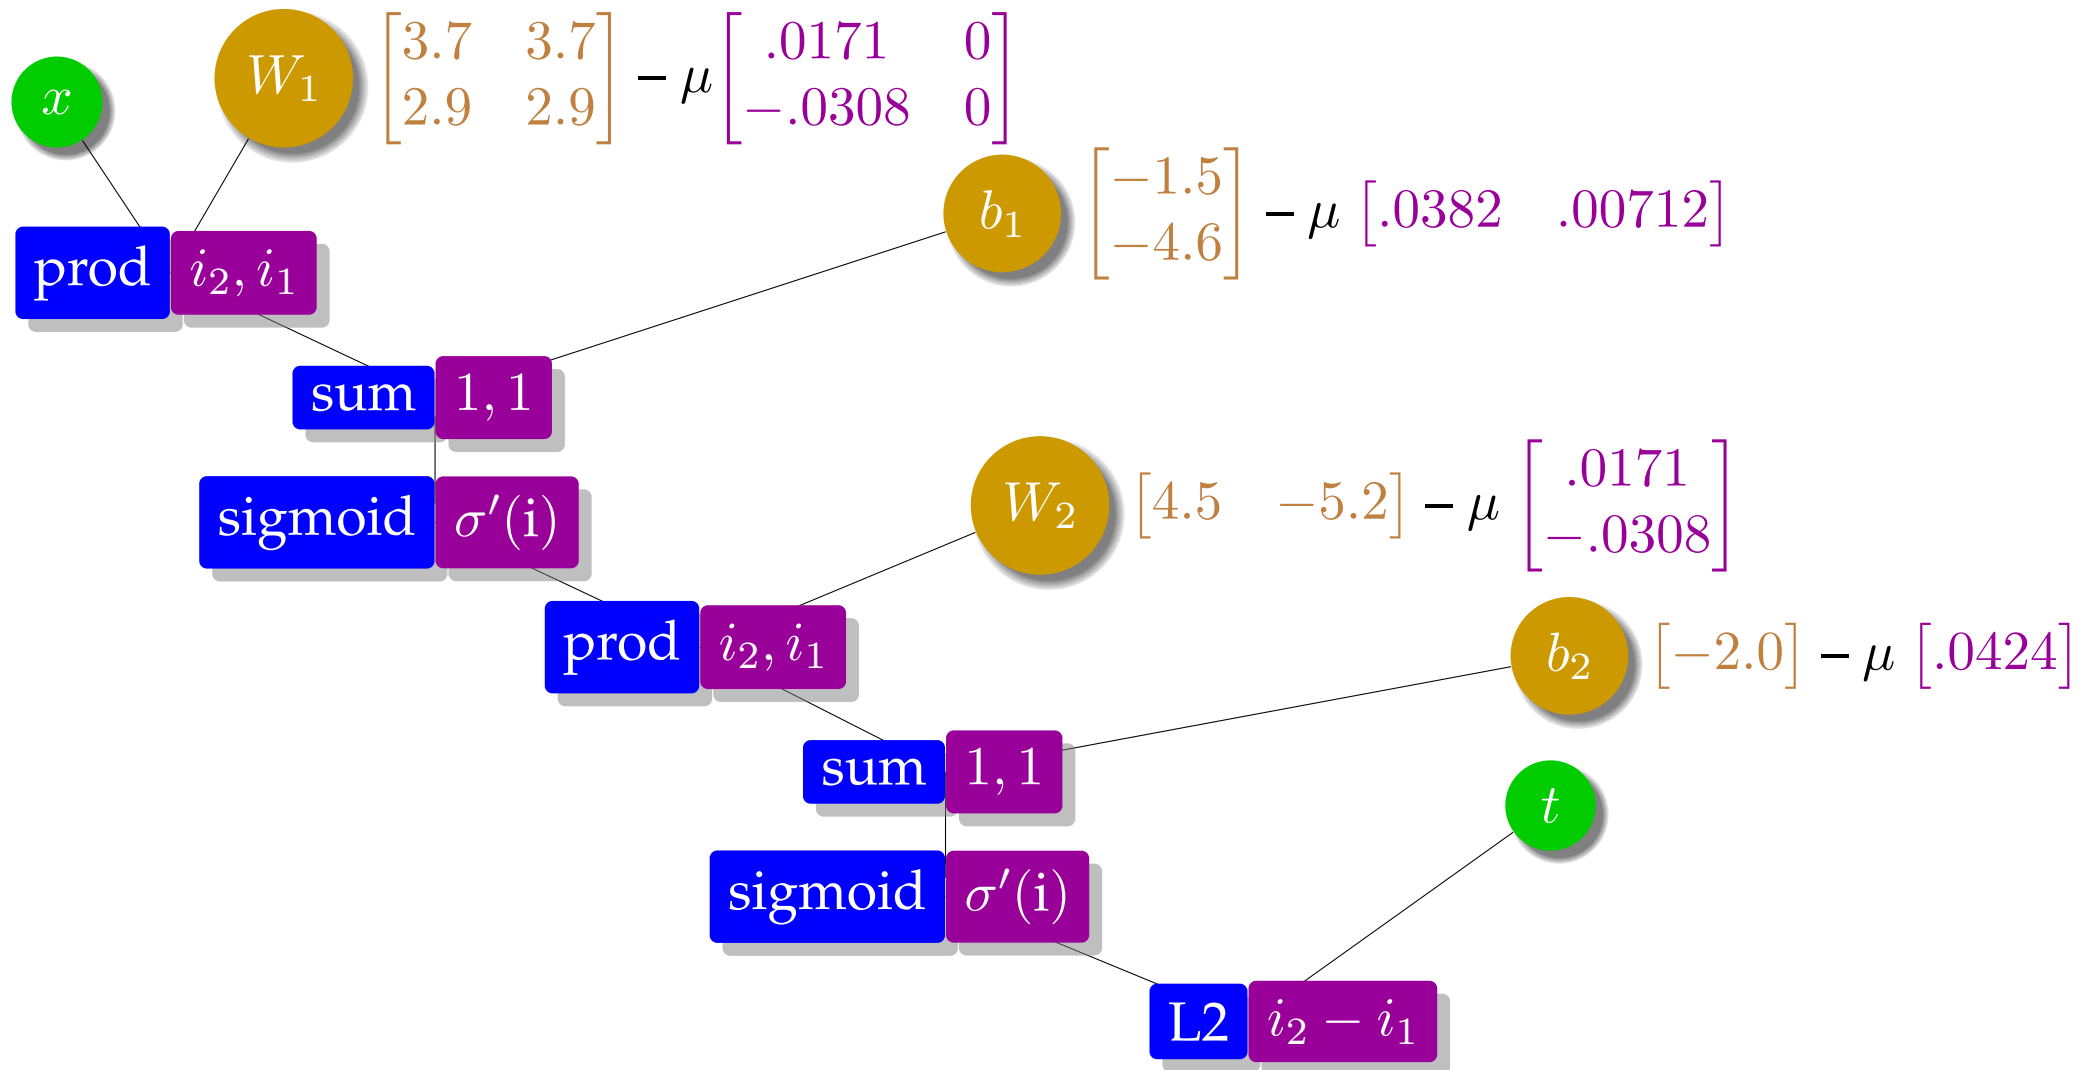 x
W₁ [3.7 3.7; 2.9 2.9] − μ [.0171 0; −.0308 0]
b₁ [−1.5; −4.6] − μ [.0382 .00712]
prod i₂, i₁
sum 1, 1
sigmoid σ′(i)
W₂ [4.5 −5.2] − μ [.0171; −.0308]
prod i₂, i₁
b₂ [−2.0] − μ [.0424]
sum 1, 1
t
sigmoid σ′(i)
L2 i₂ − i₁